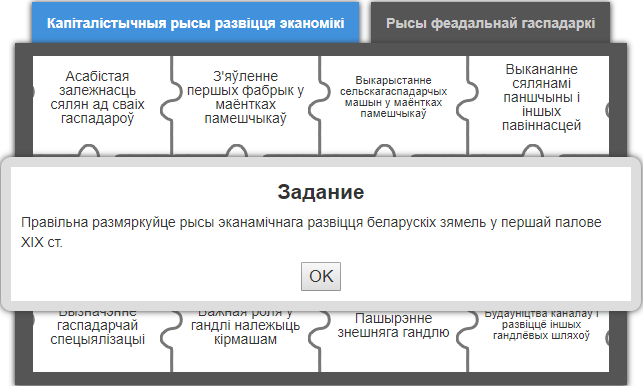 Капіталістычныя рысы развіцця эканомікі
Рысы феадальнай гаспадаркі
Асабістая
залежнасць
сялян ад сваіх
гаспадароў
З'яўленне
першых фабрык у
маёнтках
памешчыкаў
Выкарыстанне
сельскагаспадарчых
машын у маёнтках
памешчыкаў
Выкананне
сялянамі
паншчыны і
іншых
павіннасцей
Задание
Правільна размяркуйце рысы эканамічнага развіцця беларускіх зямель у першай палове
XIX ст.
OK
Вызначэнне
гаспадарчай
спецыялізацыі
Важная роля у
гандлі належыць
кірмашам
Пашырэнне
знешняга гандлю
Будаўніцтва каналаў і
развіццё іншых
гандлёвых шляхоў